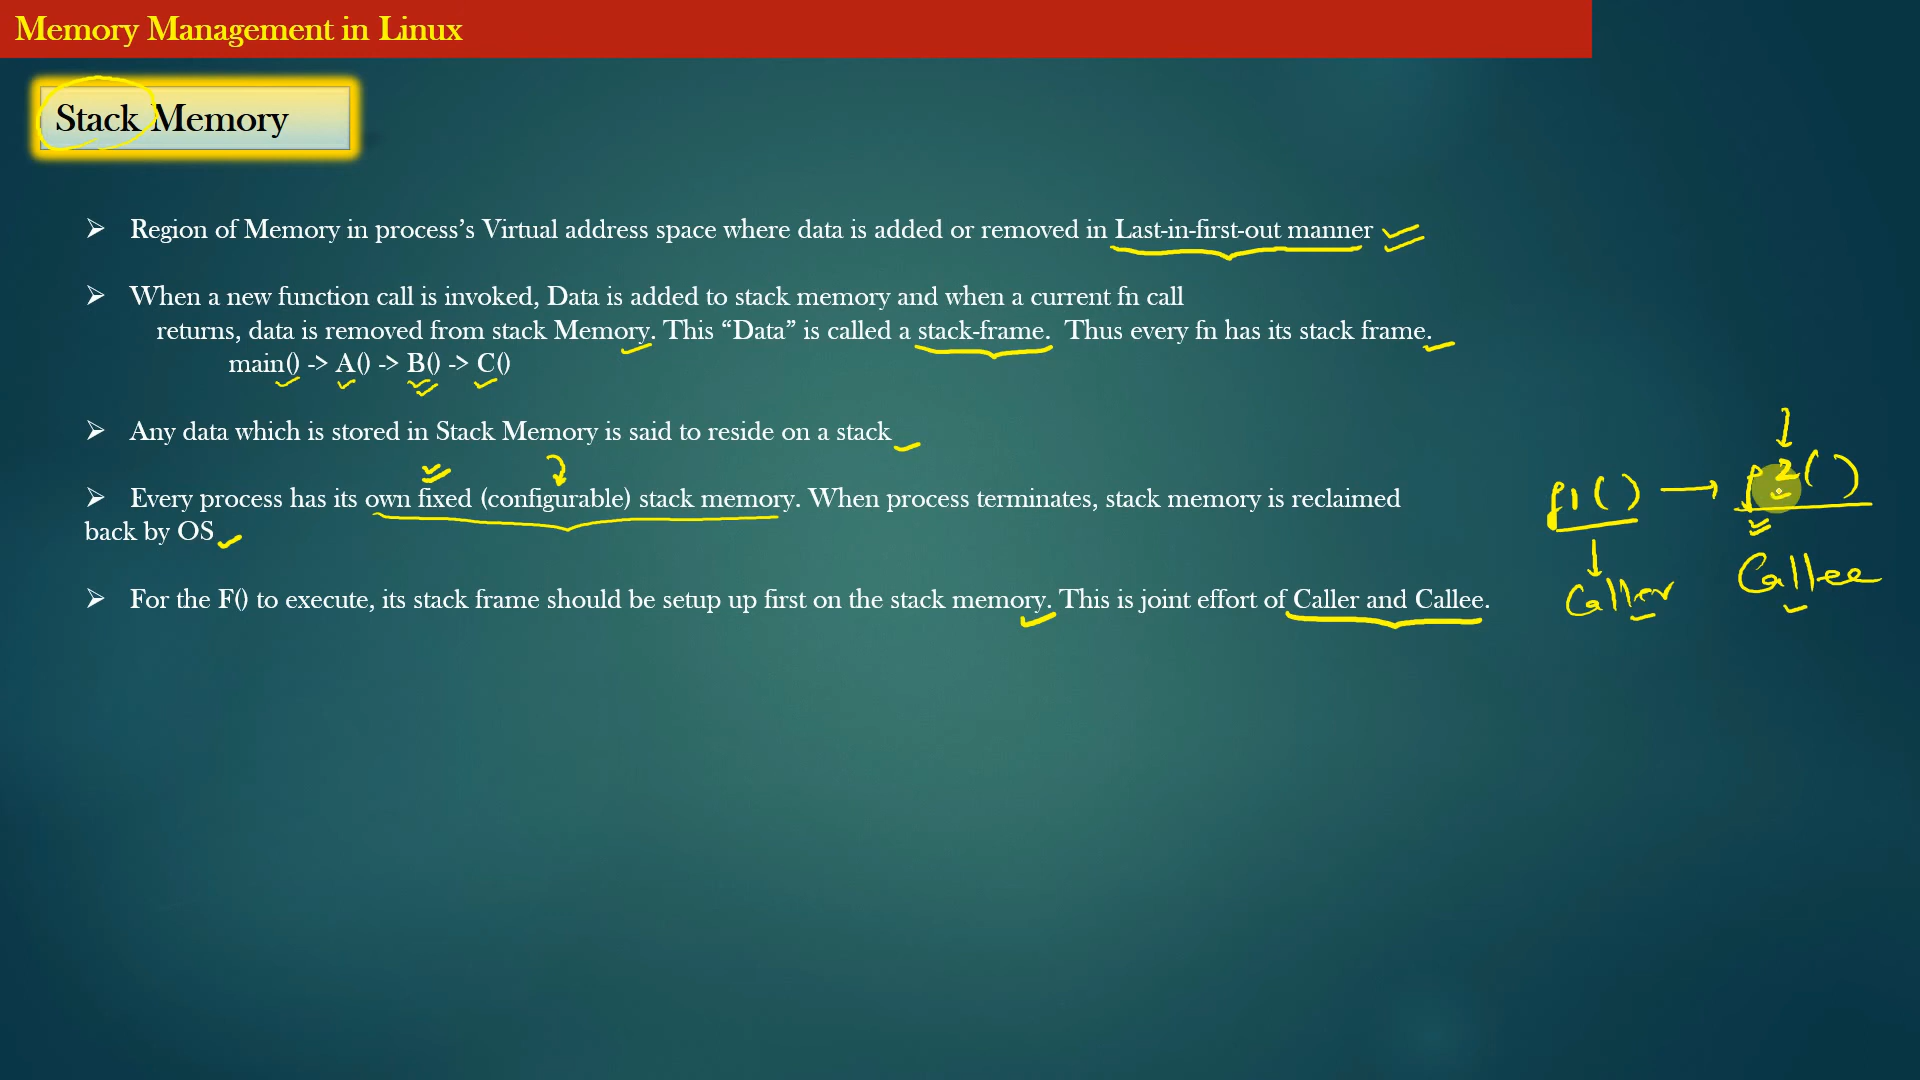 Memory Management in Linux
Stack Memory
➢ Region of Memory in process’s Virtual address space where data is added or removed in Last-in-first-out manner
➢ When a new function call is invoked, Data is added to stack memory and when a current fn call
returns, data is removed from stack Memory. This “Data” is called a stack-frame. Thus every fn has its stack frame.
main() -> A() -> B() -> C()
➢ Any data which is stored in Stack Memory is said to reside on a stack
➢ Every process has its own fixed (configurable) stack memory. When process terminates, stack memory is reclaimed
back by OS
➢ For the F() to execute, its stack frame should be setup up first on the stack memory. This is joint effort of Caller and Callee.
f1() → f2()
Caller
Callee